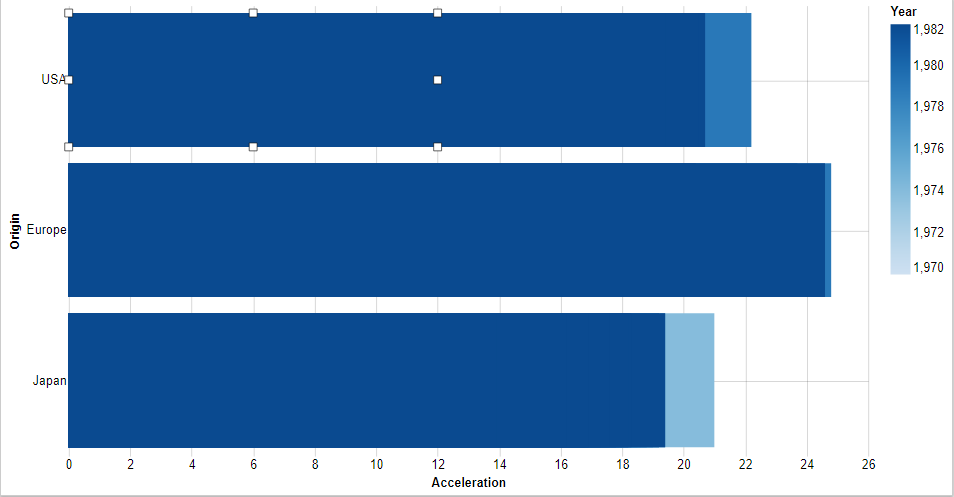 Year
1,982
1,980
1,978
1,976
1,974
1,972
1,970
Origin
USA
Europe
Japan
0 2 4 6 8 10 12 14 16 18 20 22 24 26
Acceleration